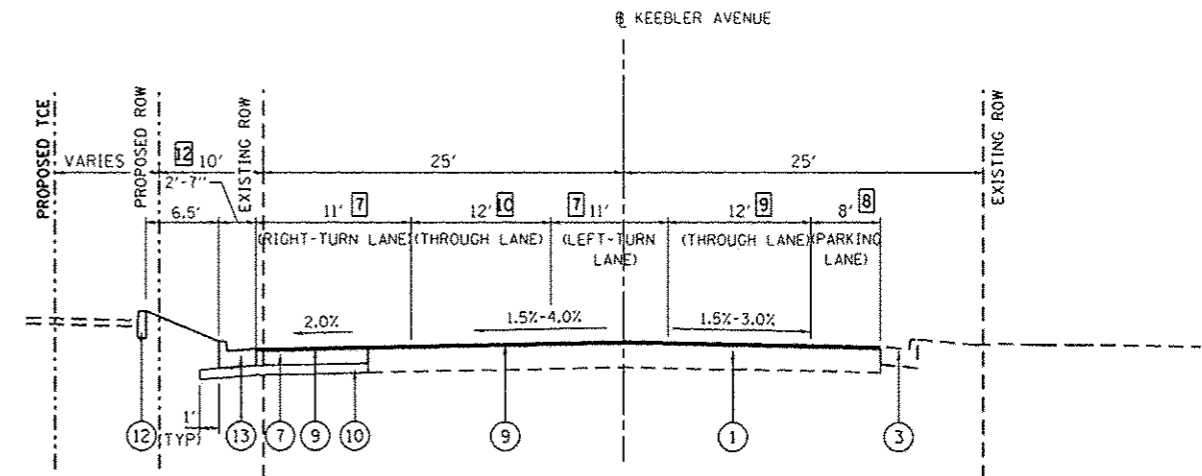 ℄ KEEBLER AVENUE
PROPOSED TCE
PROPOSED ROW
EXISTING ROW
EXISTING ROW
VARIES
12 10'
25'
25'
2'-7"
6.5'
11' 7
12' 10
7 11'
12' 9
8' 8
(RIGHT-TURN LANE)
(THROUGH LANE)
(LEFT-TURN
LANE)
(THROUGH LANE)
(PARKING
LANE)
2.0%
1.5%-4.0%
1.5%-3.0%
1'
(TYP)
12
13
7
9
10
9
1
3